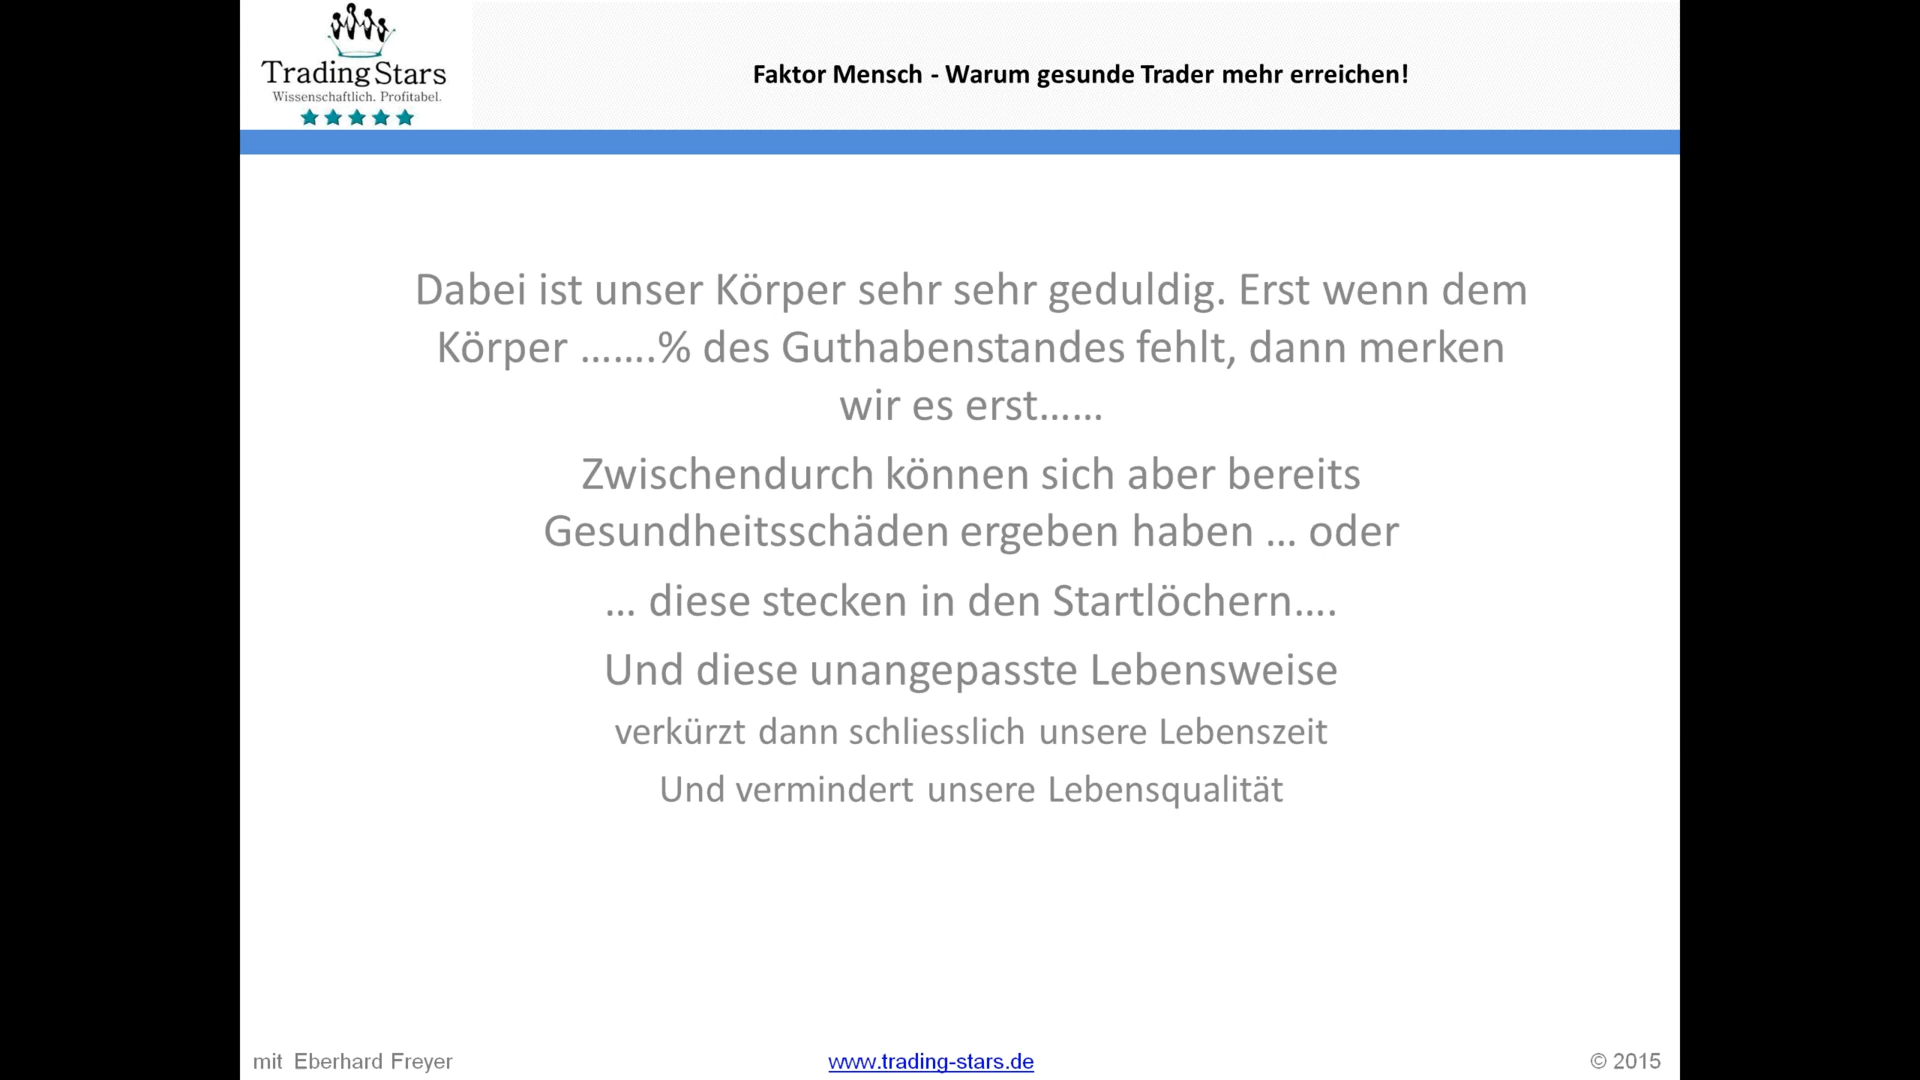 Trading Stars
Wissenschaftlich. Profitabel.
Faktor Mensch - Warum gesunde Trader mehr erreichen!
Dabei ist unser Körper sehr sehr geduldig. Erst wenn dem
Körper …….% des Guthabenstandes fehlt, dann merken
wir es erst……
Zwischendurch können sich aber bereits
Gesundheitsschäden ergeben haben … oder
… diese stecken in den Startlöchern….
Und diese unangepasste Lebensweise
verkürzt dann schliesslich unsere Lebenszeit
Und vermindert unsere Lebensqualität
mit Eberhard Freyer
www.trading-stars.de
© 2015